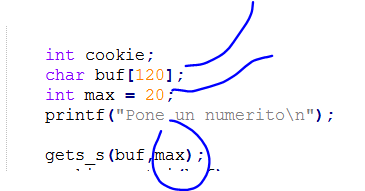 int cookie;
char buf[120];
int max = 20;
printf("Pone un numerito\n");
gets_s(buf,max);